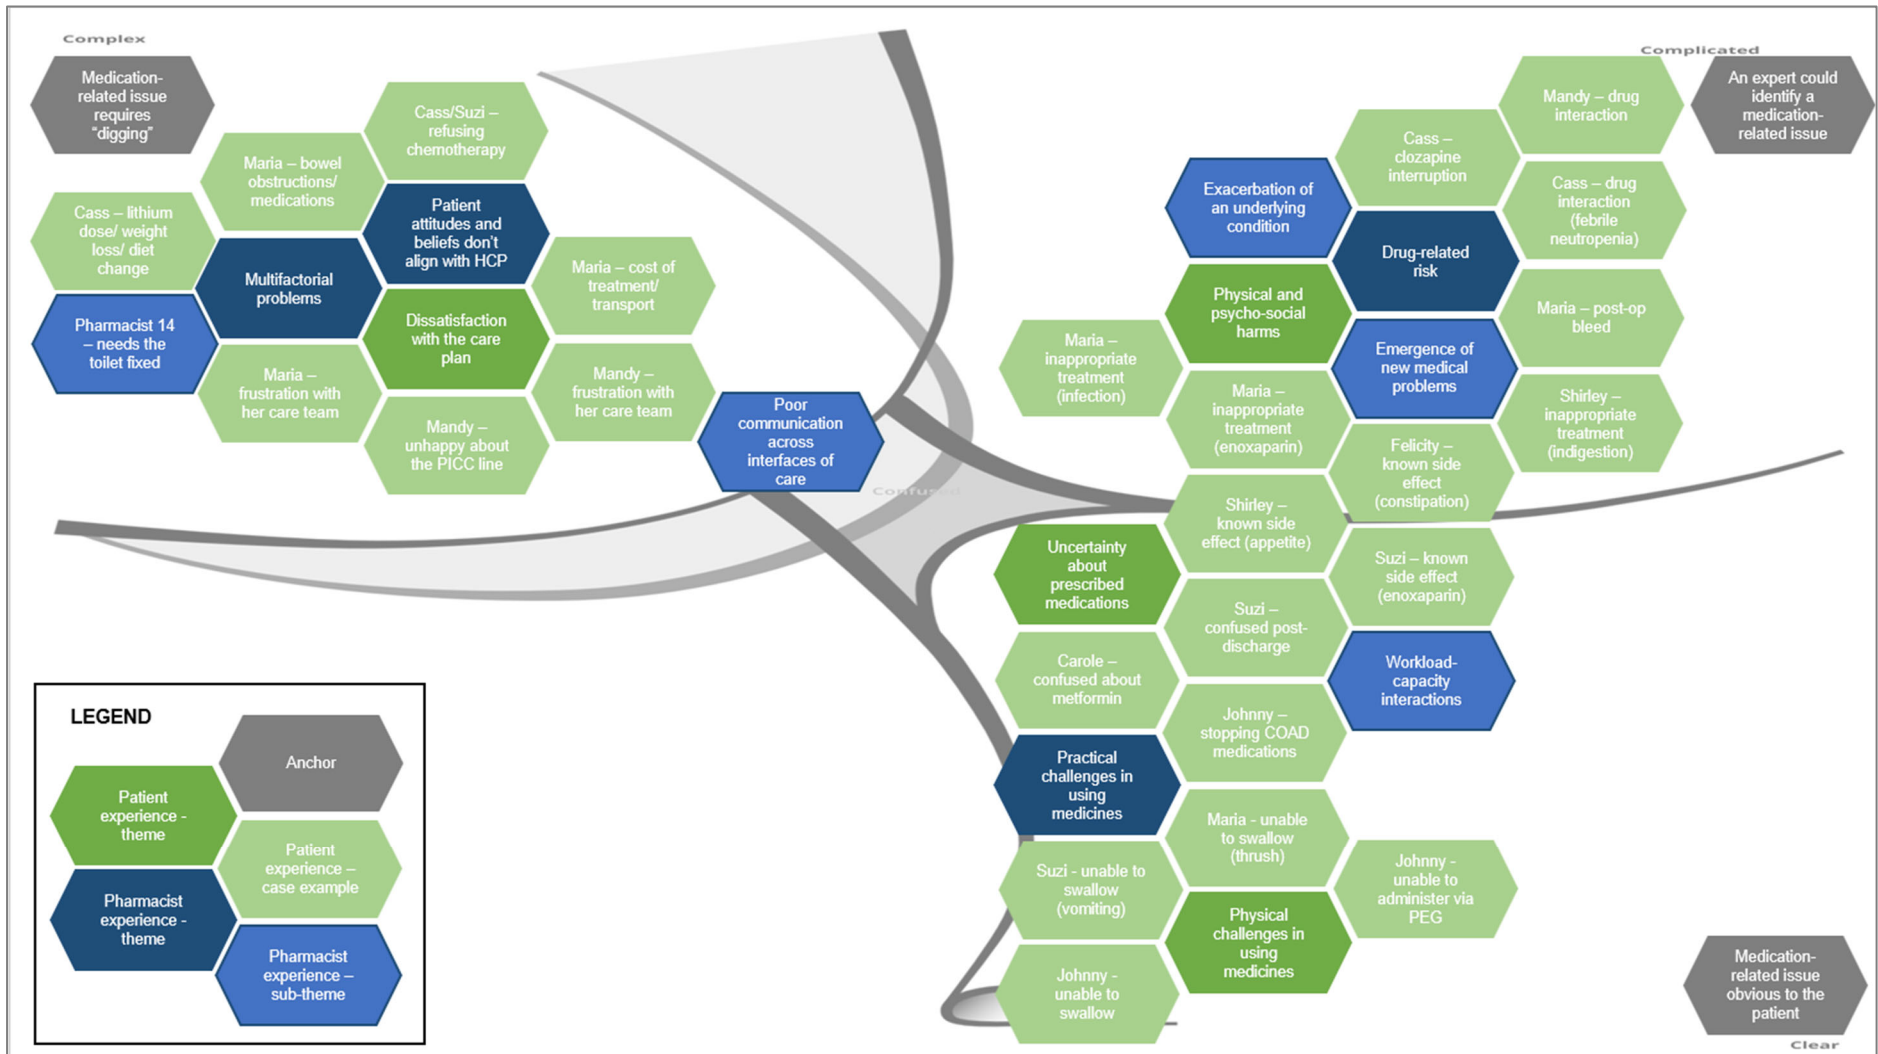 Complex
Medication-
related issue
requires
“digging”
Cass/Suzi –
refusing
chemotherapy
Maria – bowel
obstructions/
medications
Patient
attitudes and
beliefs don’t
align with HCP
Cass – lithium
dose/ weight
loss/ diet
change
Multifactorial
problems
Maria – cost of
treatment/
transport
Pharmacist 14
– needs the
toilet fixed
Dissatisfaction
with the care
plan
Maria –
frustration with
her care team
Mandy –
frustration with
her care team
Mandy –
unhappy about
the PICC line
Poor
communication
across
interfaces of
care
Confused
Complicated
An expert could
identify a
medication-
related issue
Mandy – drug
interaction
Cass –
clozapine
interruption
Exacerbation of
an underlying
condition
Cass – drug
interaction
(febrile
neutropenia)
Drug-related
risk
Physical and
psycho-social
harms
Maria – post-op
bleed
Maria –
inappropriate
treatment
(infection)
Emergence of
new medical
problems
Maria –
inappropriate
treatment
(enoxaparin)
Shirley –
inappropriate
treatment
(indigestion)
Felicity –
known side
effect
(constipation)
Shirley –
known side
effect (appetite)
Uncertainty
about
prescribed
medications
Suzi – known
side effect
(enoxaparin)
Suzi –
confused post-
discharge
Carole –
confused about
metformin
Workload-
capacity
interactions
Johnny –
stopping COAD
medications
Practical
challenges in
using
medicines
Maria - unable
to swallow
(thrush)
Suzi - unable to
swallow
(vomiting)
Johnny -
unable to
administer via
PEG
Physical
challenges in
using
medicines
Johnny -
unable to
swallow
Medication-
related issue
obvious to the
patient
Clear
LEGEND
Anchor
Patient
experience -
theme
Patient
experience –
case example
Pharmacist
experience -
theme
Pharmacist
experience –
sub-theme